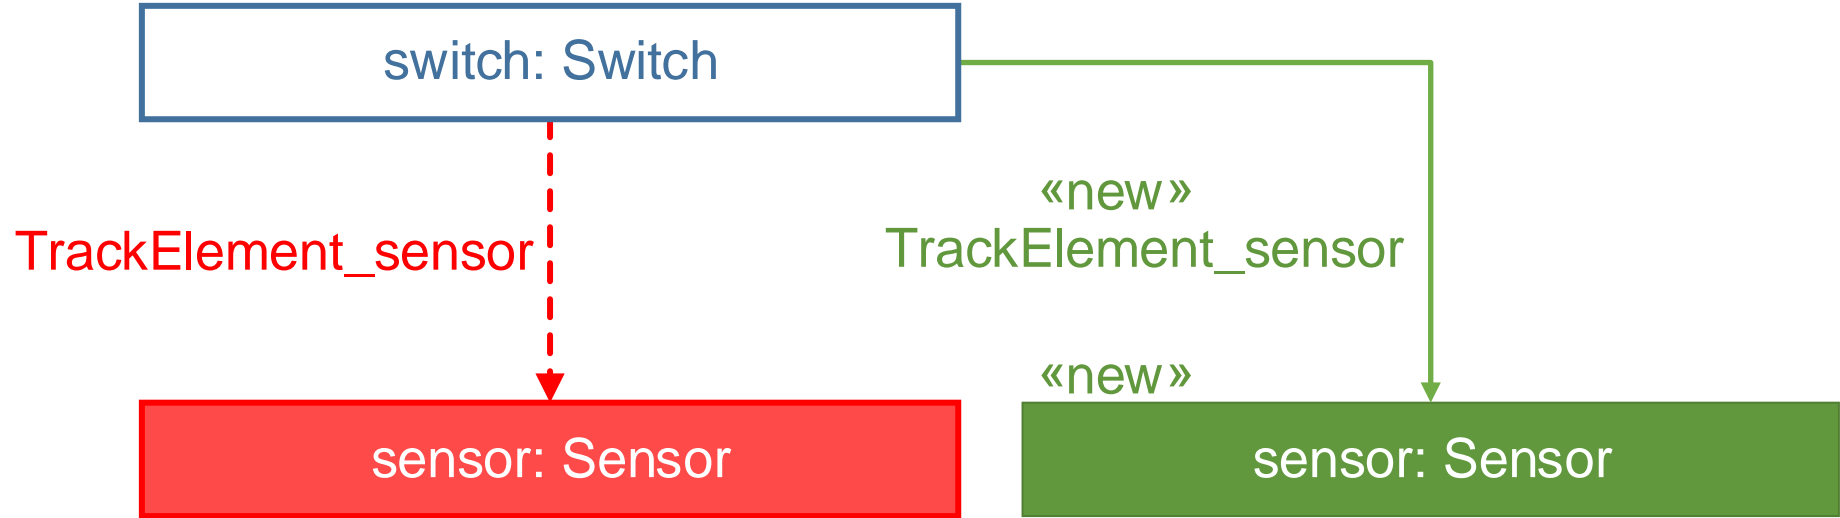 switch: Switch
«new»
TrackElement_sensor
TrackElement_sensor
«new»
sensor: Sensor
sensor: Sensor